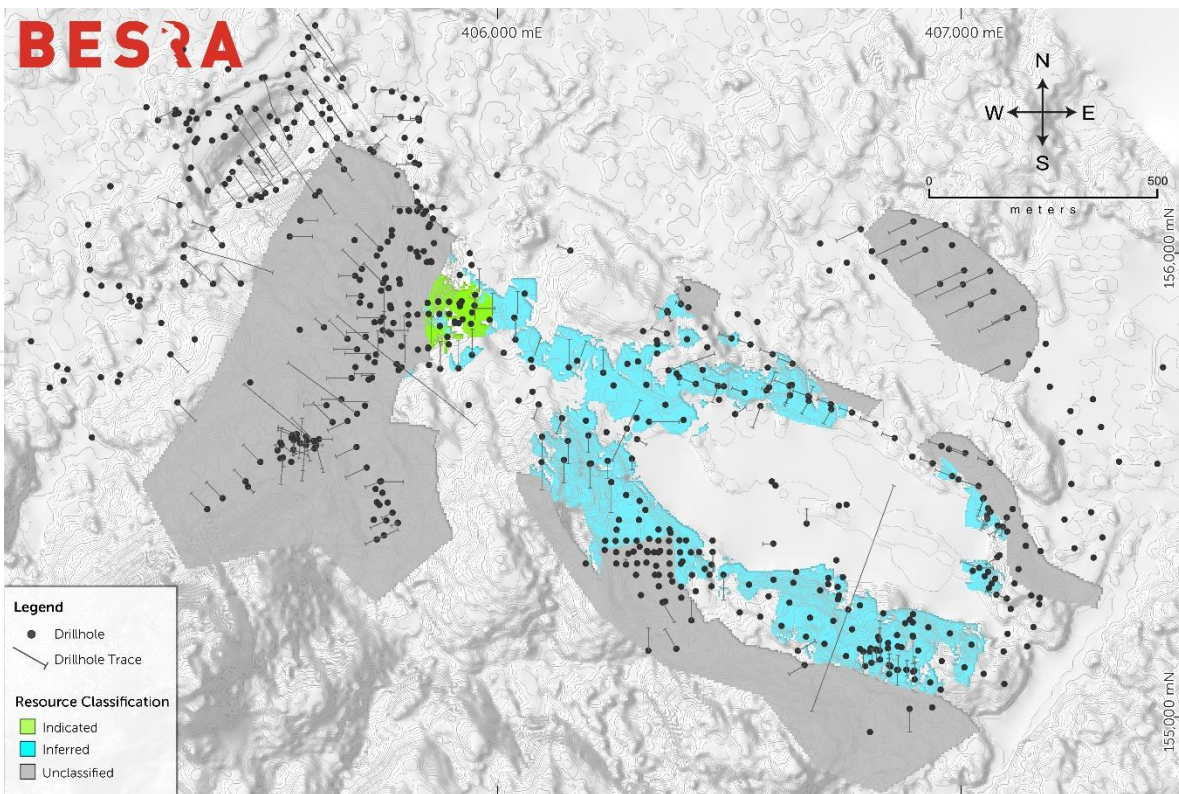 BESRA
406,000 mE
407,000 mE
N
W E
S
0 500
meters
156,000 mN
155,000 mN
Legend
Drillhole
Drillhole Trace
Resource Classification
Indicated
Inferred
Unclassified